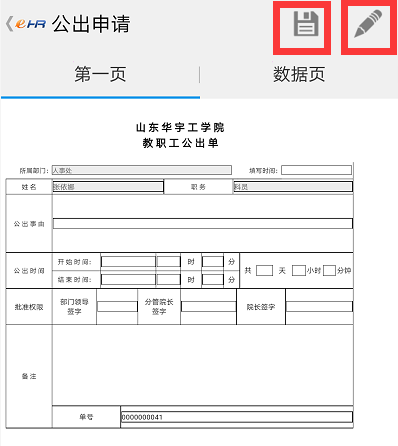 eHR 公出申请
第一页 数据页
山东华宇工学院
教职工公出单
所属部门: 人事处 填写时间:
姓名 张依娜 职务 科员
公出事由
公出时间 开始时间: 时 分 共 天 小时 分钟
结束时间: 时 分
批准权限 部门领导签字 分管院长签字 院长签字
备注
单号 0000000041